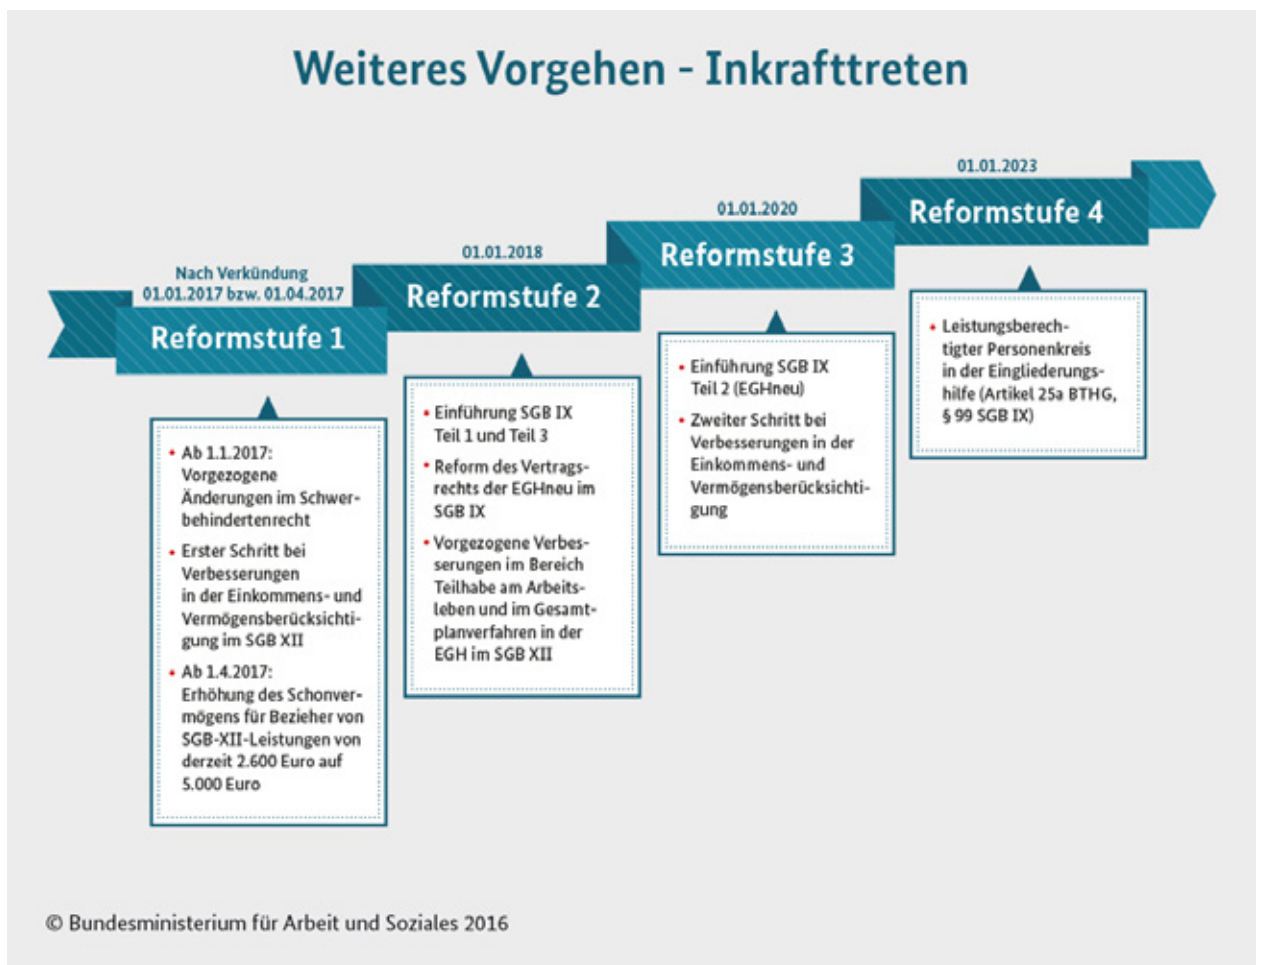 Weiteres Vorgehen - Inkrafttreten
Nach Verkündung
01.01.2017 bzw. 01.04.2017
Reformstufe 1
• Ab 1.1.2017:
Vorgezogene
Änderungen im Schwer-
behindertenrecht
• Erster Schritt bei
Verbesserungen
in der Einkommens- und
Vermögensberücksichti-
gung im SGB XII
• Ab 1.4.2017:
Erhöhung des Schonver-
mögens für Bezieher von
SGB-XII-Leistungen von
derzeit 2.600 Euro auf
5.000 Euro
01.01.2018
Reformstufe 2
• Einführung SGB IX
Teil 1 und Teil 3
• Reform des Vertrags-
rechts der EGHneu im
SGB IX
• Vorgezogene Verbes-
serungen im Bereich
Teilhabe am Arbeits-
leben und im Gesamt-
planverfahren in der
EGH im SGB XII
01.01.2020
Reformstufe 3
• Einführung SGB IX
Teil 2 (EGHneu)
• Zweiter Schritt bei
Verbesserungen in der
Einkommens- und
Vermögensberücksichti-
gung
01.01.2023
Reformstufe 4
• Leistungsberech-
tigter Personenkreis
in der Eingliederungs-
hilfe (Artikel 25a BTHG,
§ 99 SGB IX)
© Bundesministerium für Arbeit und Soziales 2016